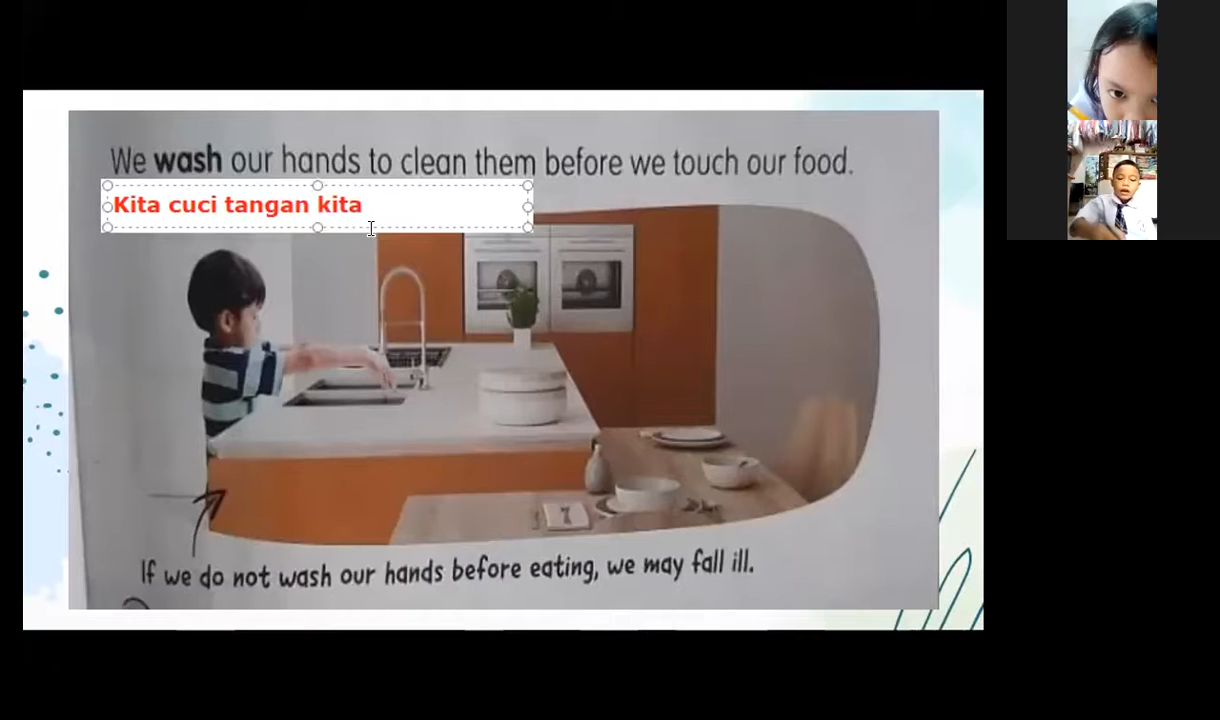 We wash our hands to clean them before we touch our food.
Kita cuci tangan kita
If we do not wash our hands before eating, we may fall ill.